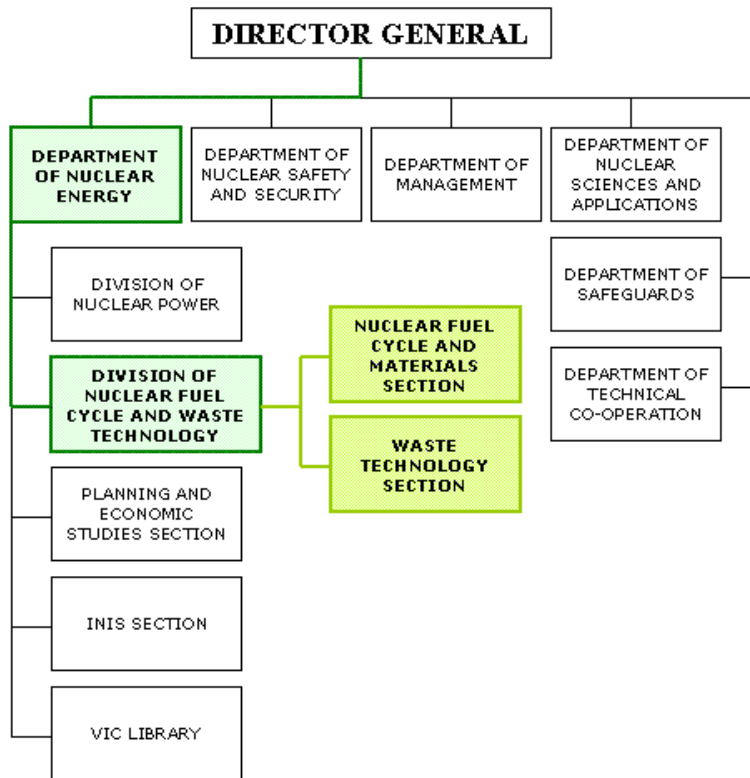 DIRECTOR GENERAL
DEPARTMENT
OF NUCLEAR
ENERGY
DEPARTMENT OF
NUCLEAR SAFETY
AND SECURITY
DEPARTMENT OF
MANAGEMENT
DEPARTMENT
OF NUCLEAR
SCIENCES AND
APPLICATIONS
DIVISION OF
NUCLEAR POWER
NUCLEAR FUEL
CYCLE AND
MATERIALS
SECTION
DEPARTMENT OF
SAFEGUARDS
DIVISION OF
NUCLEAR FUEL
CYCLE AND WASTE
TECHNOLOGY
WASTE
TECHNOLOGY
SECTION
DEPARTMENT OF
TECHNICAL
CO-OPERATION
PLANNING AND
ECONOMIC
STUDIES SECTION
INIS SECTION
VIC LIBRARY